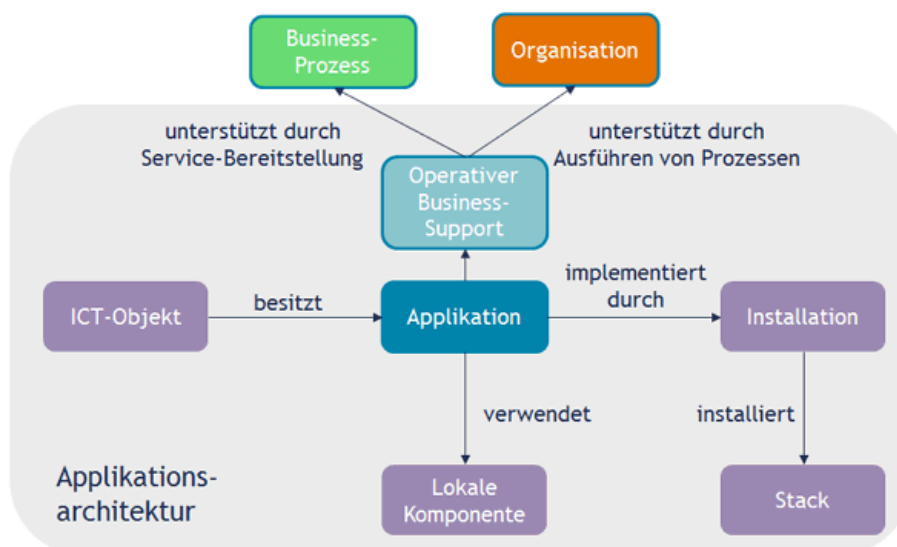 Business-
Prozess
Organisation
unterstützt durch
Service-Bereitstellung
unterstützt durch
Ausführen von Prozessen
Operativer
Business-
Support
ICT-Objekt
besitzt
Applikation
implementiert
durch
Installation
verwendet
installiert
Applikations-
architektur
Lokale
Komponente
Stack